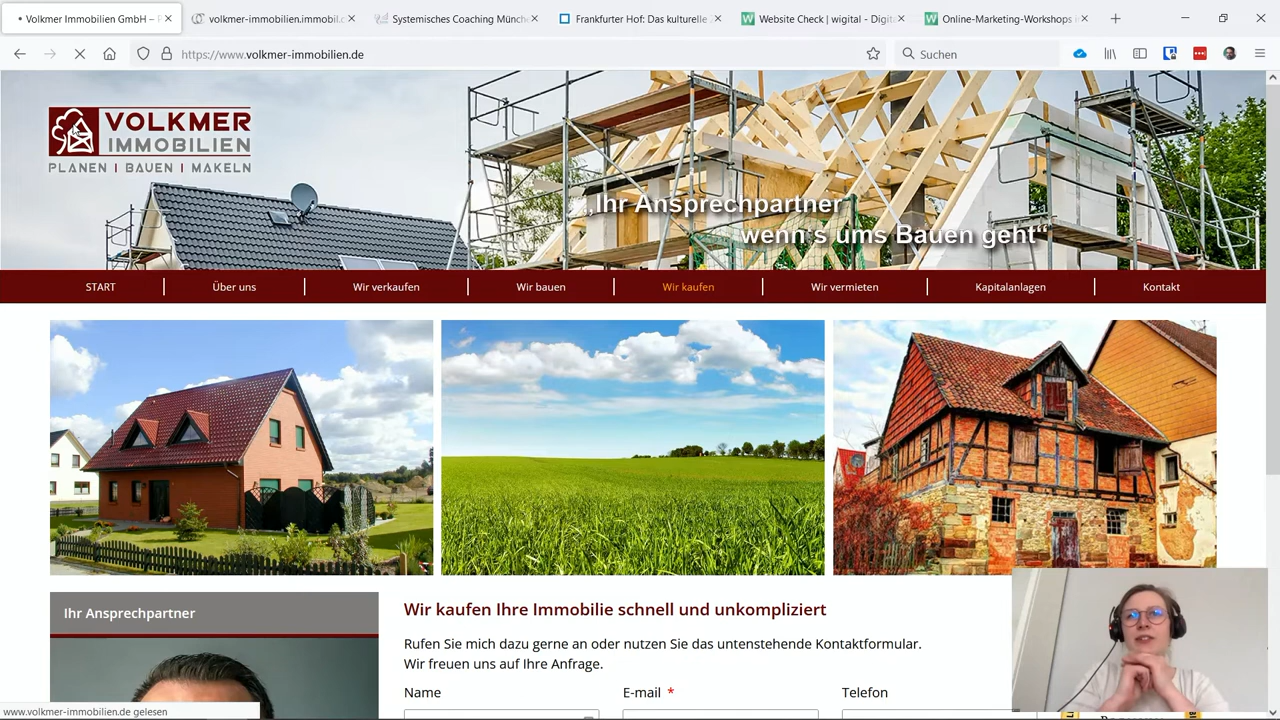 Volkmer Immobilien GmbH –
volkmer-immobilien.immobil.c
Systemisches Coaching Münch
Frankfurter Hof: Das kulturelle
Website Check | wigital - Digit
Online-Marketing-Workshops i
https://www.volkmer-immobilien.de
Suchen
VOLKMER
IMMOBILIEN
PLANEN | BAUEN | MAKELN
„Ihr Ansprechpartner
wenn's ums Bauen geht“
START
Über uns
Wir verkaufen
Wir bauen
Wir kaufen
Wir vermieten
Kapitalanlagen
Kontakt
Ihr Ansprechpartner
Wir kaufen Ihre Immobilie schnell und unkompliziert
Rufen Sie mich dazu gerne an oder nutzen Sie das untenstehende Kontaktformular.
Wir freuen uns auf Ihre Anfrage.
Name
E-mail *
Telefon
www.volkmer-immobilien.de gelesen